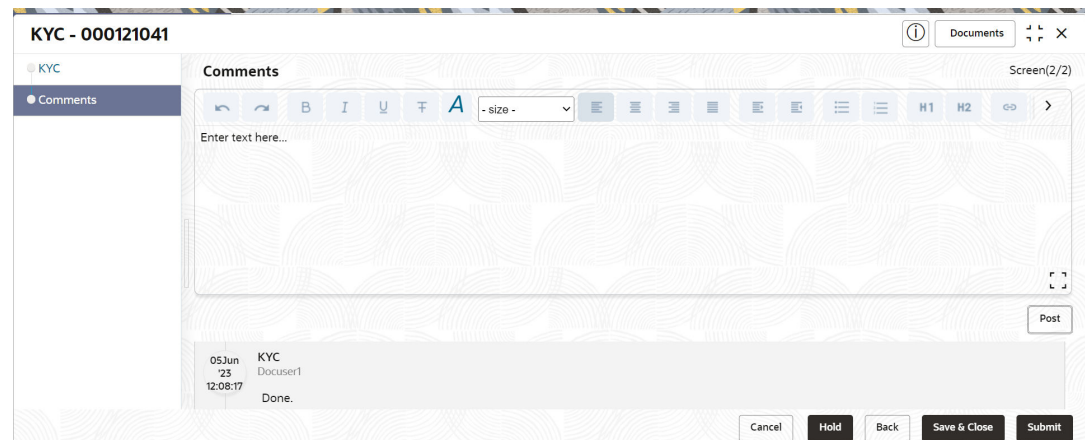 KYC - 000121041
Documents
KYC
Comments
Comments
Screen(2/2)
B I U T A - size - H1 H2
Enter text here...
Post
05Jun
'23
12:08:17
KYC
Docuser1
Done.
Cancel Hold Back Save & Close Submit